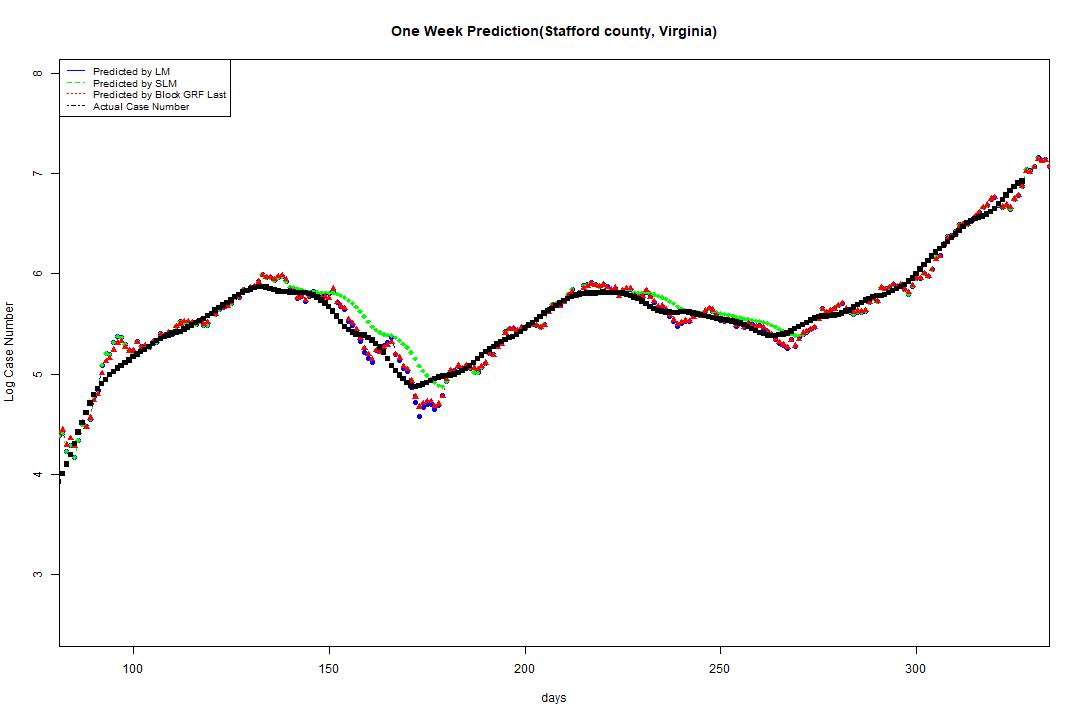 One Week Prediction(Stafford county, Virginia)
Predicted by LM
Predicted by SLM
Predicted by Block GRF Last
Actual Case Number
8
7
6
5
4
3
Log Case Number
100 150 200 250 300
days